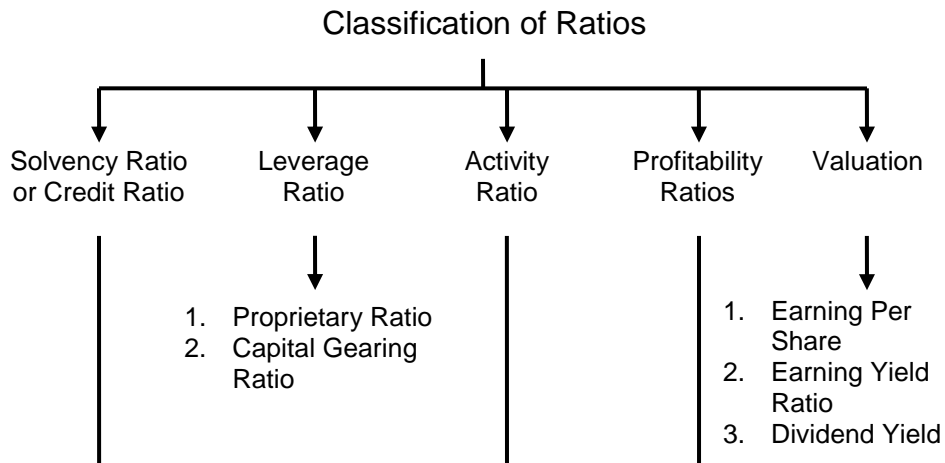 Classification of Ratios
Solvency Ratio
or Credit Ratio
Leverage
Ratio
Activity
Ratio
Profitability
Ratios
Valuation
1. Proprietary Ratio
2. Capital Gearing
Ratio
1. Earning Per
Share
2. Earning Yield
Ratio
3. Dividend Yield